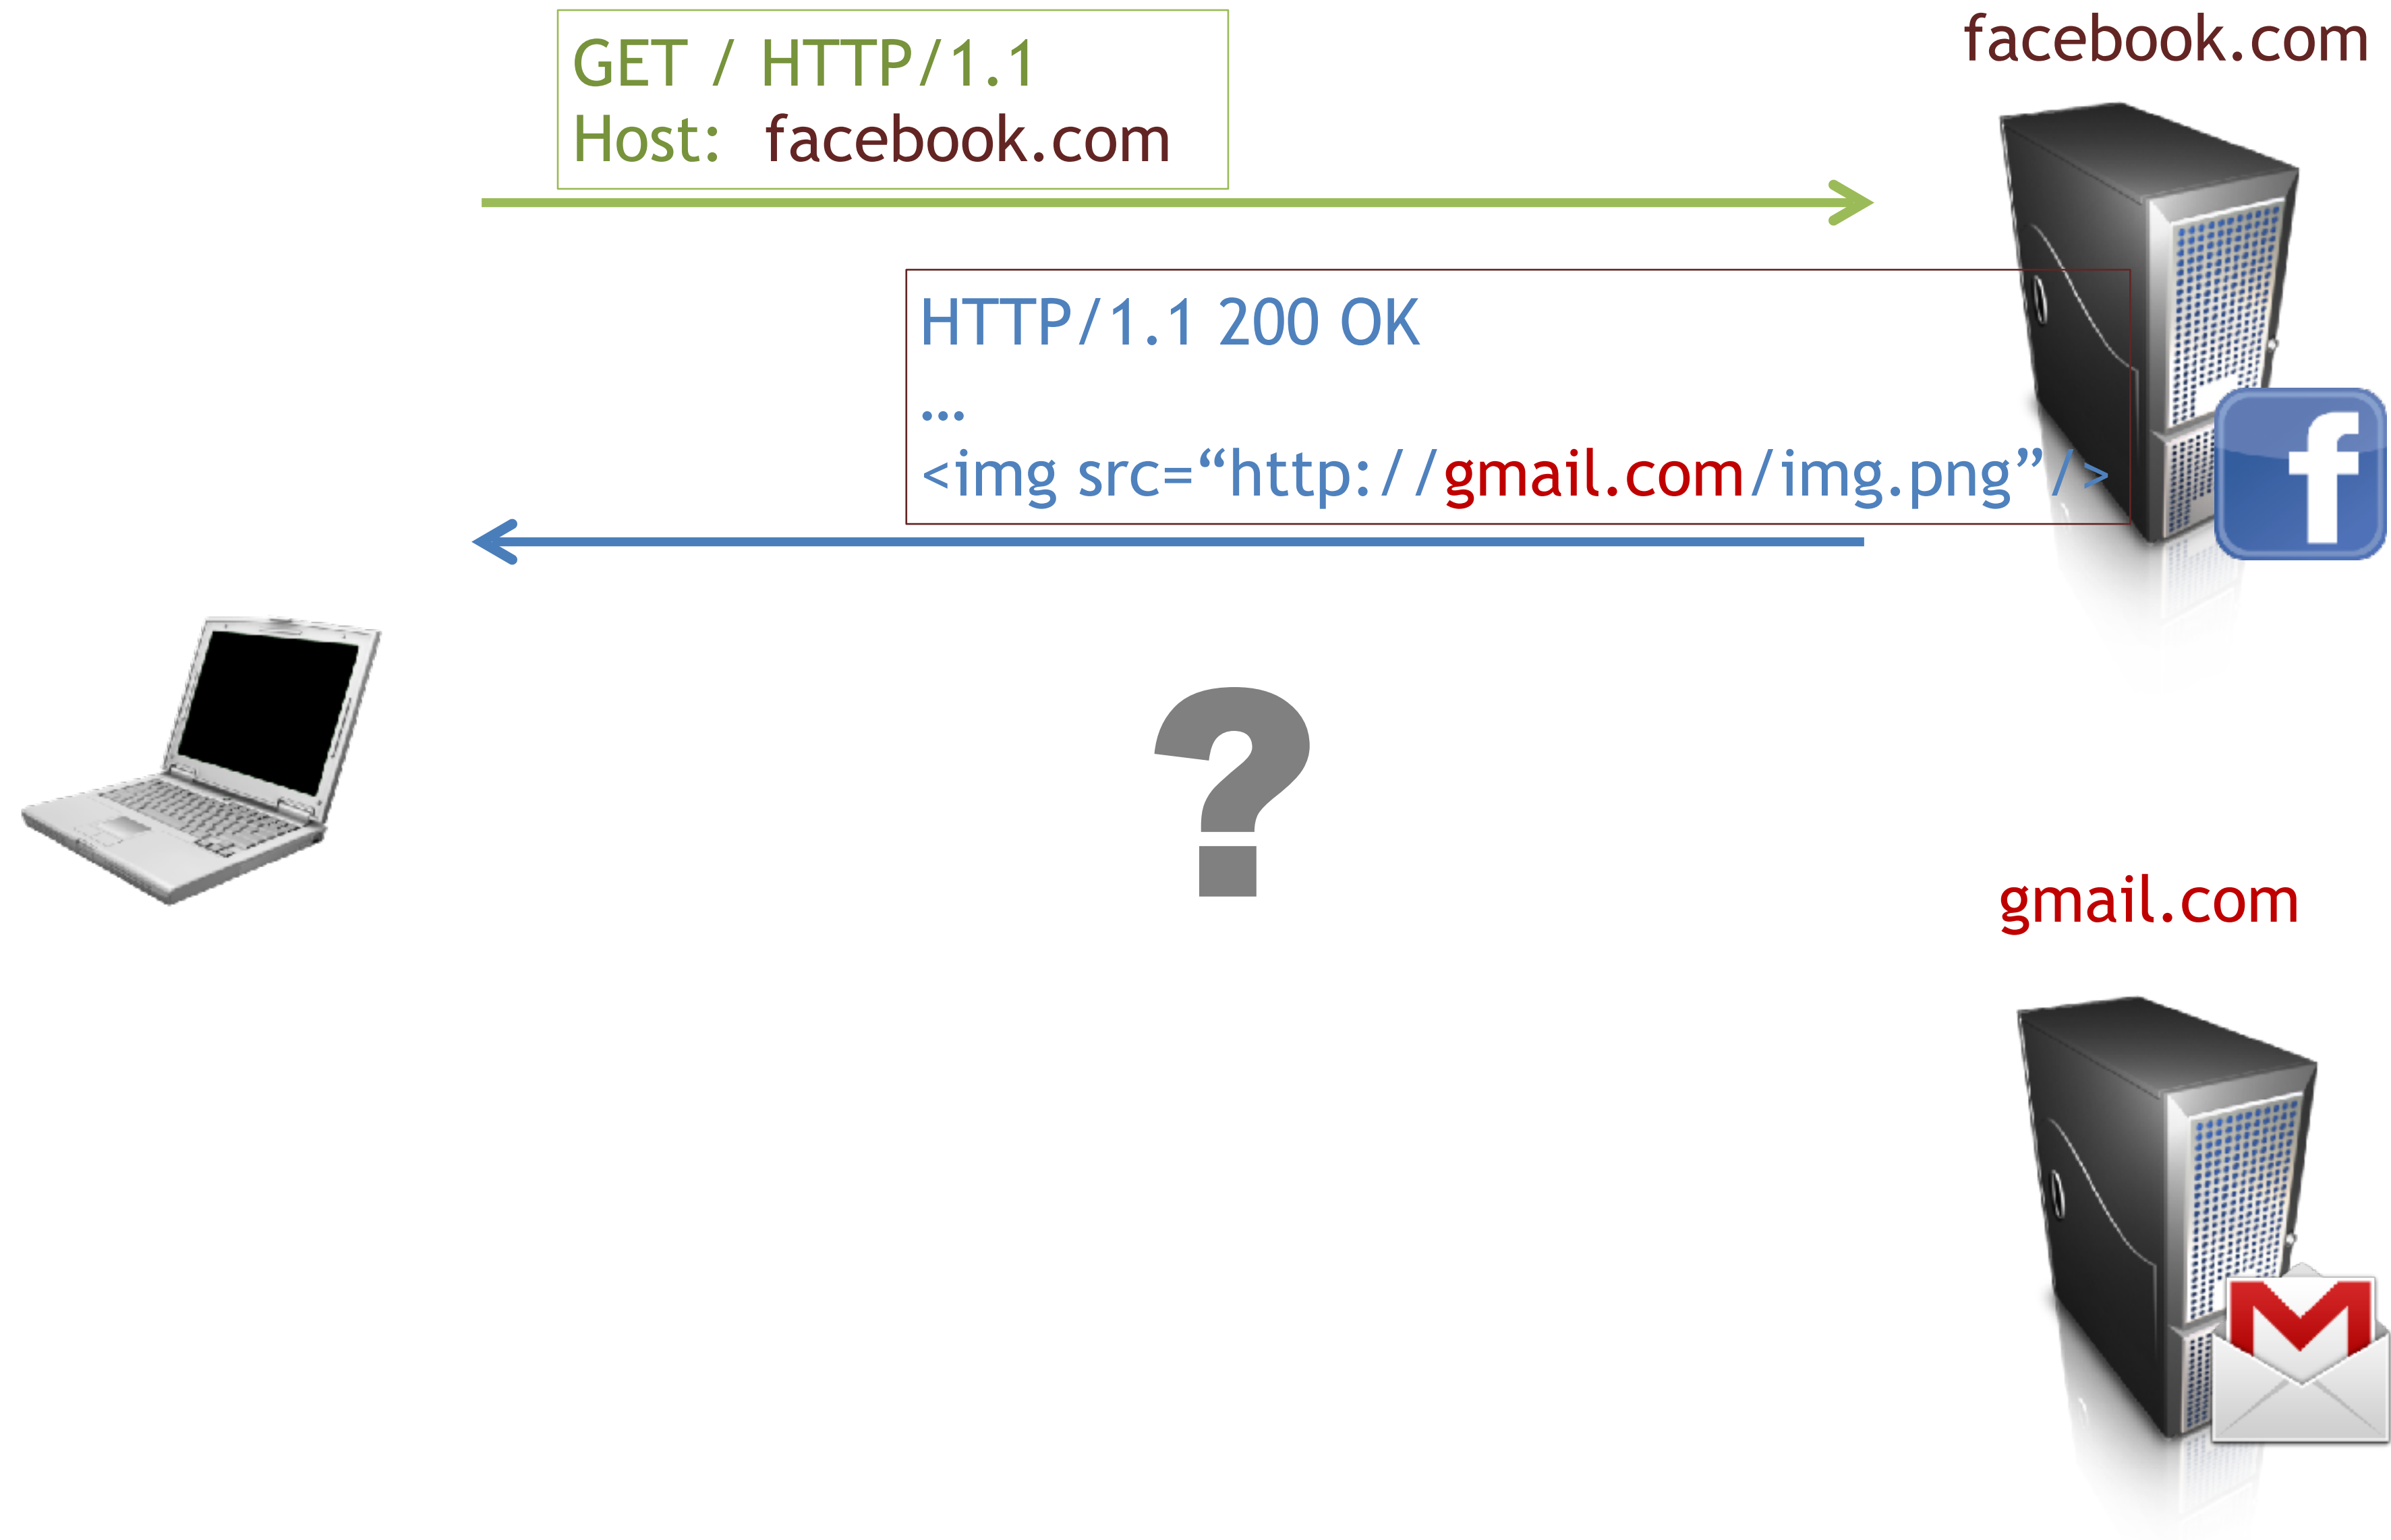 facebook.com
GET / HTTP/1.1
Host: facebook.com
HTTP/1.1 200 OK
...
<img src=“http://gmail.com/img.png”/>
f
?
gmail.com
M